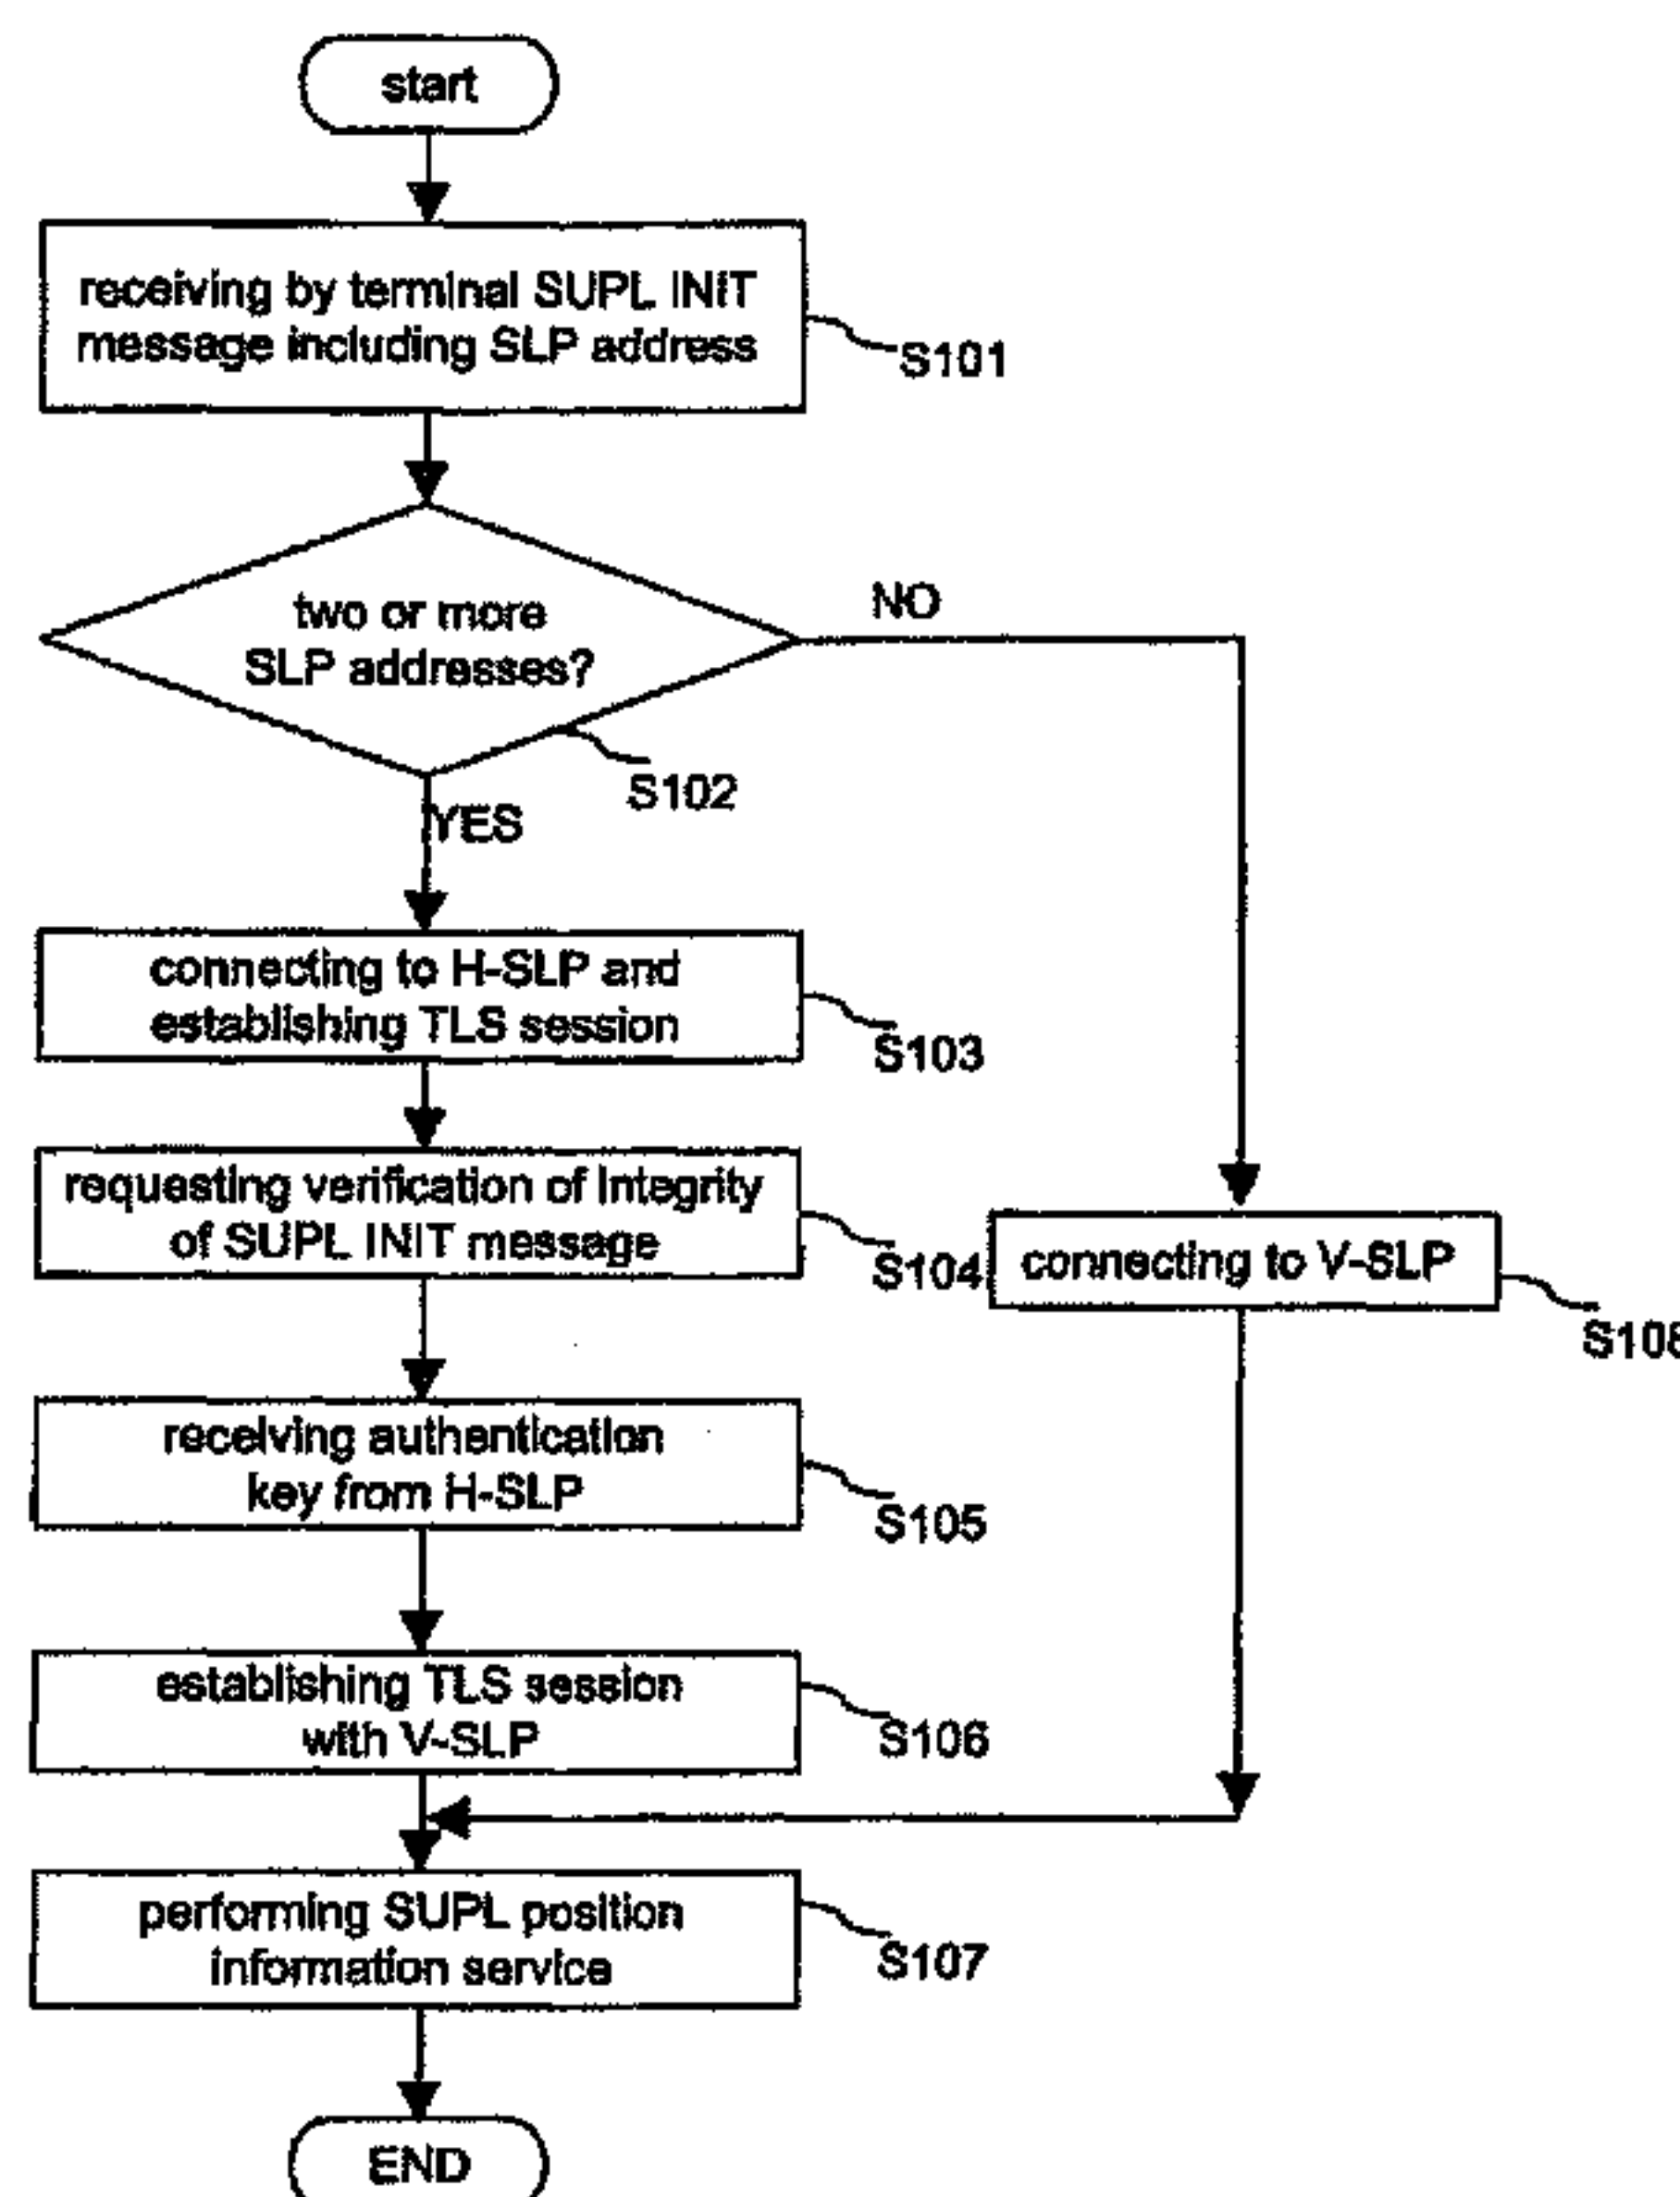 start
receiving by terminal SUPL INIT
message including SLP address
S101
two or more
SLP addresses?
NO
S102
YES
connecting to H-SLP and
establishing TLS session
S103
requesting verification of integrity
of SUPL INIT message
S104
connecting to V-SLP
S108
receiving authentication
key from H-SLP
S105
establishing TLS session
with V-SLP
S106
performing SUPL position
information service
S107
END